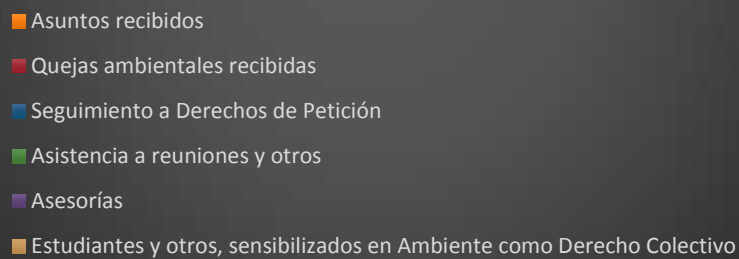 Asuntos recibidos
Quejas ambientales recibidas
Seguimiento a Derechos de Petición
Asistencia a reuniones y otros
Asesorías
Estudiantes y otros, sensibilizados en Ambiente como Derecho Colectivo